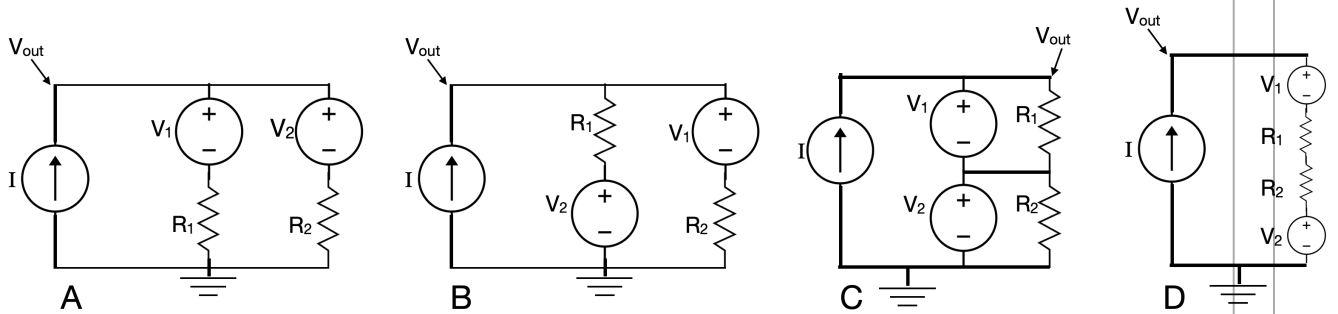 Vout
I
V1
+
−
R1
V2
+
−
R2
A
Vout
I
R1
V2
+
−
V1
+
−
R2
B
Vout
I
V1
+
−
R1
V2
+
−
R2
C
Vout
I
V1
+
−
R1
R2
V2
+
−
D